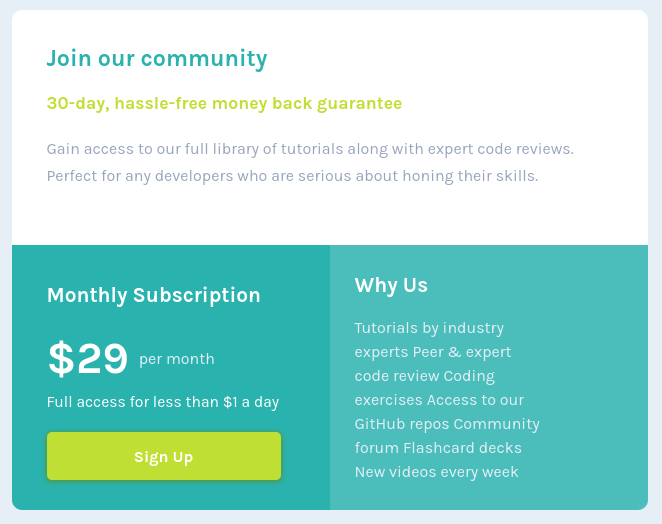 Join our community
30-day, hassle-free money back guarantee
Gain access to our full library of tutorials along with expert code reviews.
Perfect for any developers who are serious about honing their skills.
Monthly Subscription
$29 per month
Full access for less than $1 a day
Sign Up
Why Us
Tutorials by industry
experts Peer & expert
code review Coding
exercises Access to our
GitHub repos Community
forum Flashcard decks
New videos every week